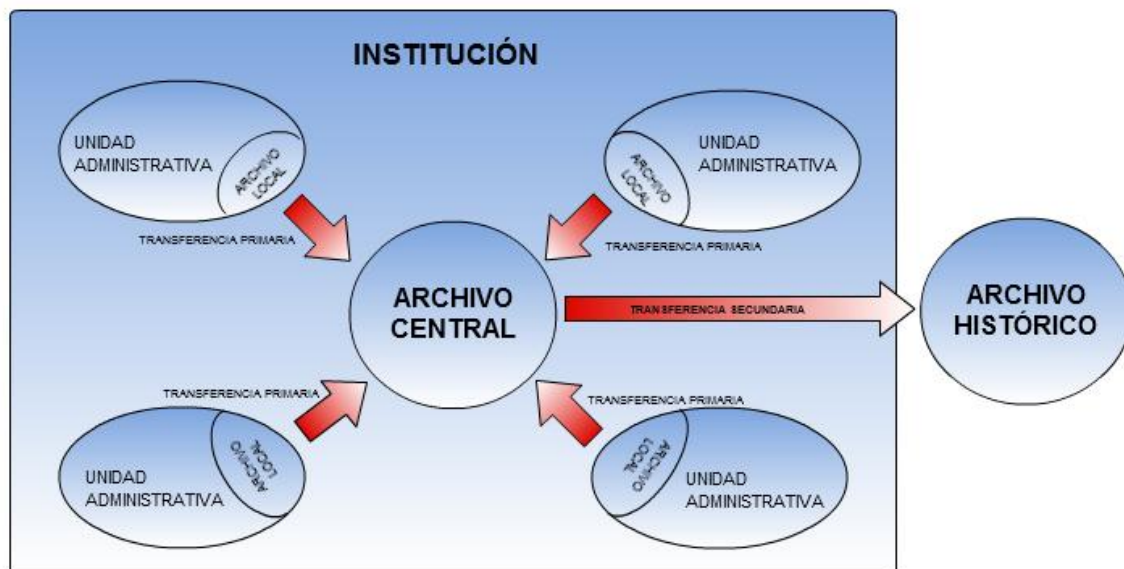 INSTITUCIÓN
UNIDAD
ADMINISTRATIVA
ARCHIVO
LOCAL
UNIDAD
ADMINISTRATIVA
ARCHIVO
LOCAL
TRANSFERENCIA PRIMARIA
TRANSFERENCIA PRIMARIA
ARCHIVO
CENTRAL
TRANSFERENCIA SECUNDARIA
ARCHIVO
HISTÓRICO
TRANSFERENCIA PRIMARIA
TRANSFERENCIA PRIMARIA
UNIDAD
ADMINISTRATIVA
ARCHIVO
LOCAL
ARCHIVO
LOCAL
UNIDAD
ADMINISTRATIVA